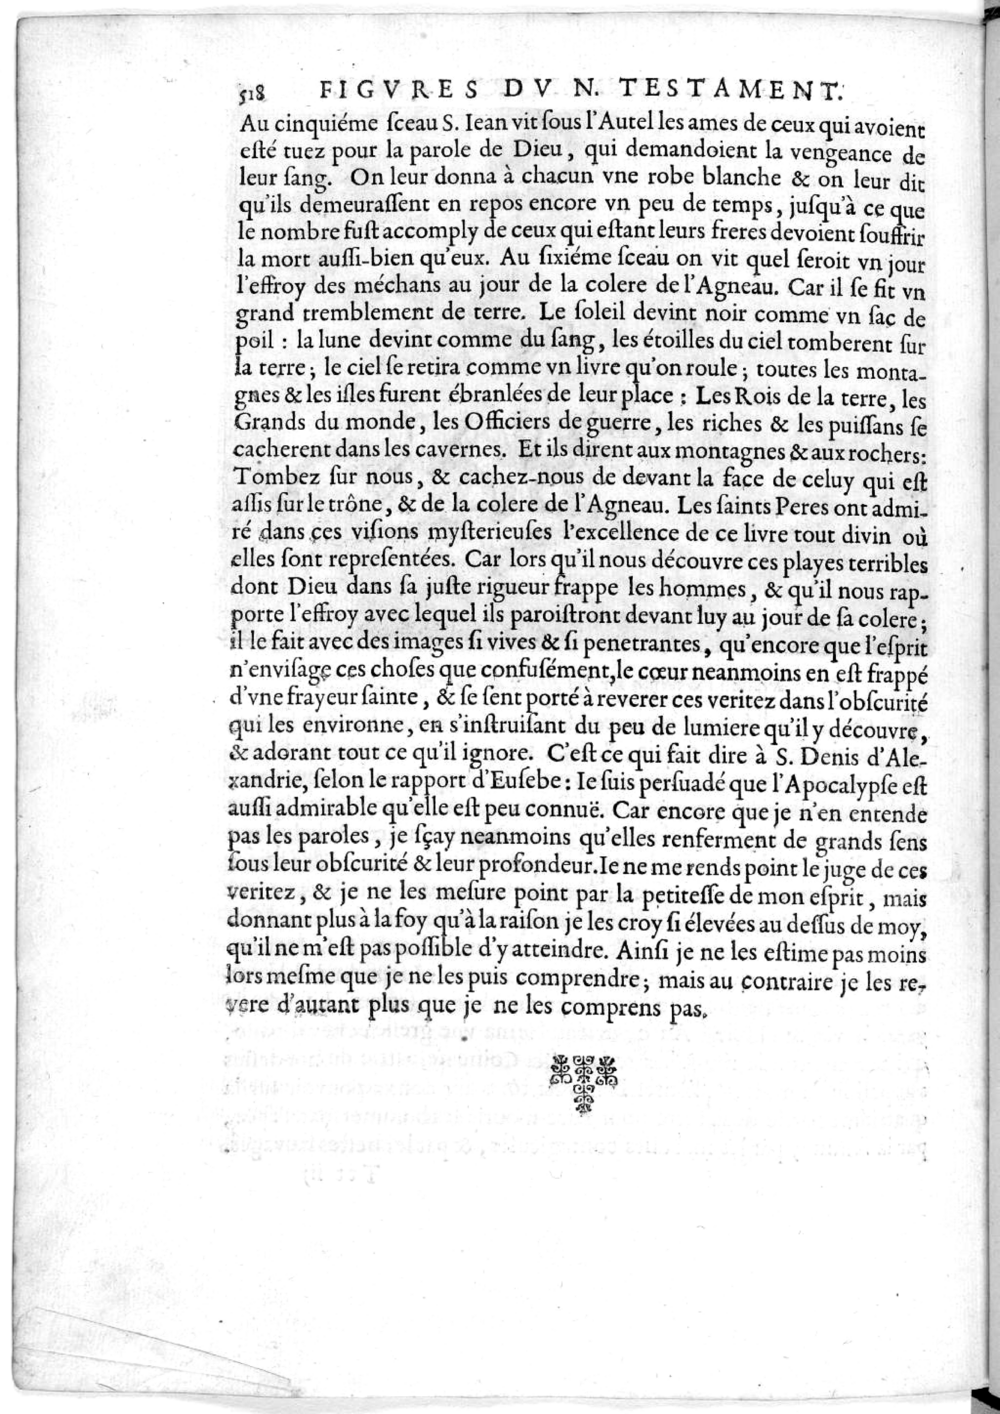 518 FIGVRES DV N. TESTAMENT.
Au cinquiéme ſceau S. Iean vit ſous l'Autel les ames de ceux qui avoient
eſté tuez pour la parole de Dieu, qui demandoient la vengeance de
leur ſang. On leur donna à chacun vne robe blanche & on leur dit
qu'ils demeuraſſent en repos encore vn peu de temps, juſqu'à ce que
le nombre fuſt accomply de ceux qui eſtant leurs freres devoient ſouffrir
la mort auſſi-bien qu'eux. Au ſixiéme ſceau on vit quel ſeroit vn jour
l'effroy des méchans au jour de la colere de l'Agneau. Car il ſe fit vn
grand tremblement de terre. Le ſoleil devint noir comme vn ſac de
poil : la lune devint comme du ſang, les étoilles du ciel tomberent ſur
la terre ; le ciel ſe retira comme vn livre qu'on roule ; toutes les monta-
gnes & les iſles furent ébranlées de leur place ; Les Rois de la terre, les
Grands du monde, les Officiers de guerre, les riches & les puiſſans ſe
cacherent dans les cavernes. Et ils dirent aux montagnes & aux rochers:
Tombez ſur nous, & cachez-nous de devant la face de celuy qui eſt
aſſis ſur le trône, & de la colere de l'Agneau. Les ſaints Peres ont admi-
ré dans ces viſions myſterieuſes l'excellence de ce livre tout divin où
elles ſont repreſentées. Car lors qu'il nous découvre ces playes terribles
dont Dieu dans ſa juſte rigueur frappe les hommes, & qu'il nous rap-
porte l'effroy avec lequel ils paroiſtront devant luy au jour de ſa colere ;
il le fait avec des images ſi vives & ſi penetrantes, qu'encore que l'eſprit
n'enviſage ces choſes que confuſément, le cœur neanmoins en eſt frappé
d'vne frayeur ſainte, & ſe ſent porté à reverer ces veritez dans l'obſcurité
qui les environne, en s'inſtruiſant du peu de lumiere qu'il y découvre,
& adorant tout ce qu'il ignore. C'eſt ce qui fait dire à S. Denis d'Ale-
xandrie, ſelon le rapport d'Euſebe : Ie ſuis perſuadé que l'Apocalypſe eſt
auſſi admirable qu'elle eſt peu connuë. Car encore que je n'en entende
pas les paroles, je ſçay neanmoins qu'elles renferment de grands ſens
ſous leur obſcurité & leur profondeur. Ie ne me rends point le juge de ces
veritez, & je ne les meſure point par la petiteſſe de mon eſprit, mais
donnant plus à la foy qu'à la raiſon je les croy ſi élevées au deſſus de moy,
qu'il ne m'eſt pas poſſible d'y atteindre. Ainſi je ne les eſtime pas moins
lors meſme que je ne les puis comprendre ; mais au contraire je les re-
vere d'autant plus que je ne les comprens pas.